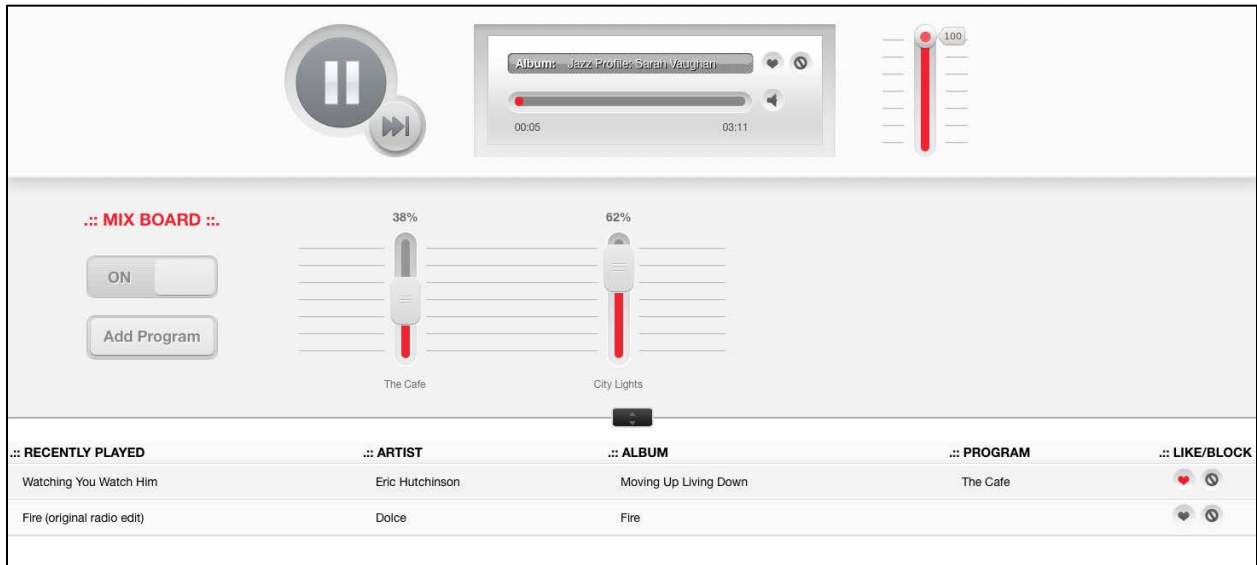 Album: Jazz Profile: Sarah Vaughan
100
00:05 03:11
.:: MIX BOARD ::.
38% 62%
ON
Add Program
The Cafe City Lights
.:: RECENTLY PLAYED .:: ARTIST .:: ALBUM .:: PROGRAM .:: LIKE/BLOCK
Watching You Watch Him Eric Hutchinson Moving Up Living Down The Cafe
Fire (original radio edit) Dolce Fire